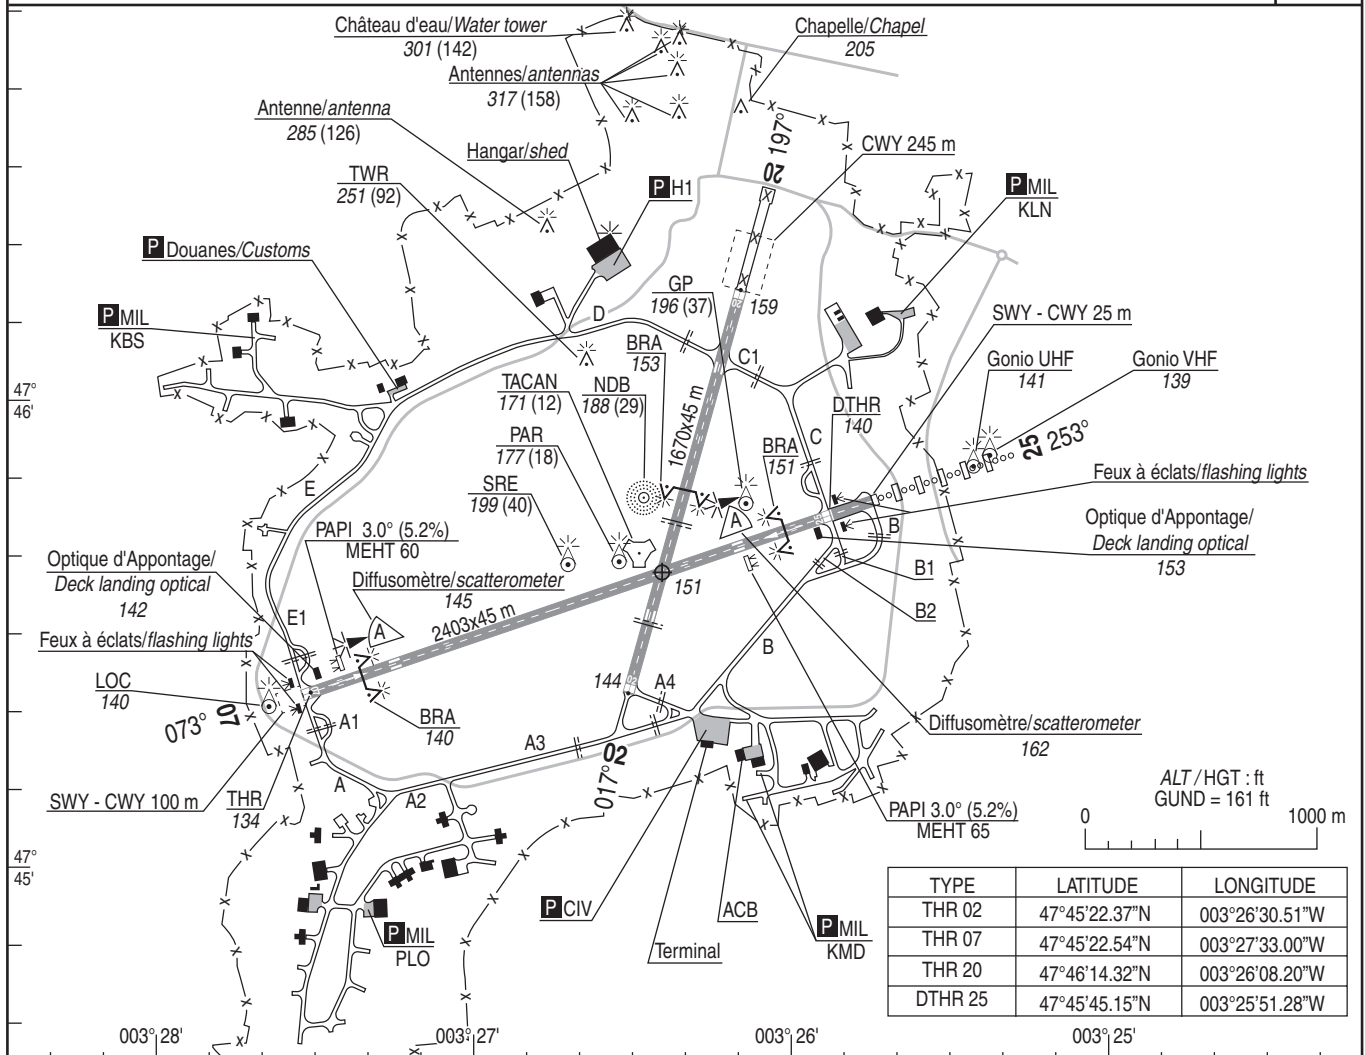 Château d'eau/Water tower
301 (142)
Chapelle/Chapel
205
Antennes/antennas
317 (158)
Antenne/antenna
285 (126)
Hangar/shed
CWY 245 m
20 197°
TWR
251 (92)
P H1
P MIL
KLN
P Douanes/Customs
GP
196 (37)
159
D
P MIL
KBS
SWY - CWY 25 m
BRA
153
C1
Gonio UHF
141
Gonio VHF
139
47°
46'
TACAN
171 (12)
NDB
188 (29)
1670x45 m
DTHR
140
PAR
177 (18)
C
BRA
151
25 253°
SRE
199 (40)
Feux à éclats/flashing lights
E
A
B
PAPI 3.0° (5.2%)
MEHT 60
Optique d'Appontage/
Deck landing optical
153
Optique d'Appontage/
Deck landing optical
142
Diffusomètre/scatterometer
145
151
B1
E1
A
2403x45 m
B2
Feux à éclats/flashing lights
B
LOC
140
144
A4
073° 07
A1
BRA
140
Diffusomètre/scatterometer
162
A3
02
017°
SWY - CWY 100 m
THR
134
A
A2
PAPI 3.0° (5.2%)
MEHT 65
ALT / HGT : ft
GUND = 161 ft
0
1000 m
47°
45'
P CIV
ACB
P MIL
KMD
P MIL
PLO
Terminal
TYPE LATITUDE LONGITUDE
THR 02 47°45'22.37"N 003°26'30.51"W
THR 07 47°45'22.54"N 003°27'33.00"W
THR 20 47°46'14.32"N 003°26'08.20"W
DTHR 25 47°45'45.15"N 003°25'51.28"W
003° 28' 003° 27' 003° 26' 003° 25'